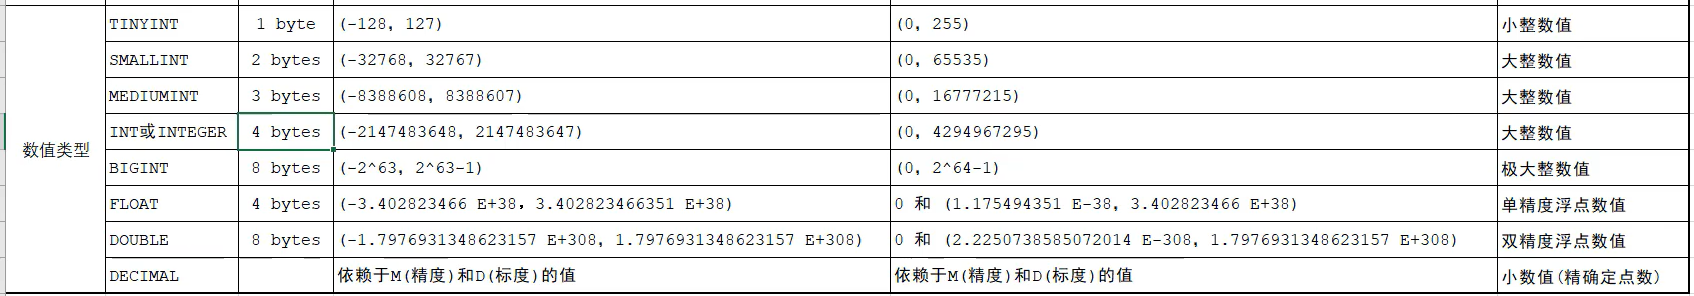 TINYINT 1 byte (-128, 127) (0, 255) 小整数值
SMALLINT 2 bytes (-32768, 32767) (0, 65535) 大整数值
MEDIUMINT 3 bytes (-8388608, 8388607) (0, 16777215) 大整数值
INT或INTEGER 4 bytes (-2147483648, 2147483647) (0, 4294967295) 大整数值
数值类型
BIGINT 8 bytes (-2^63, 2^63-1) (0, 2^64-1) 极大整数值
FLOAT 4 bytes (-3.402823466 E+38, 3.402823466351 E+38) 0 和 (1.175494351 E-38, 3.402823466 E+38) 单精度浮点数值
DOUBLE 8 bytes (-1.7976931348623157 E+308, 1.7976931348623157 E+308) 0 和 (2.2250738585072014 E-308, 1.7976931348623157 E+308) 双精度浮点数值
DECIMAL 依赖于M(精度)和D(标度)的值 依赖于M(精度)和D(标度)的值 小数值(精确定点数)